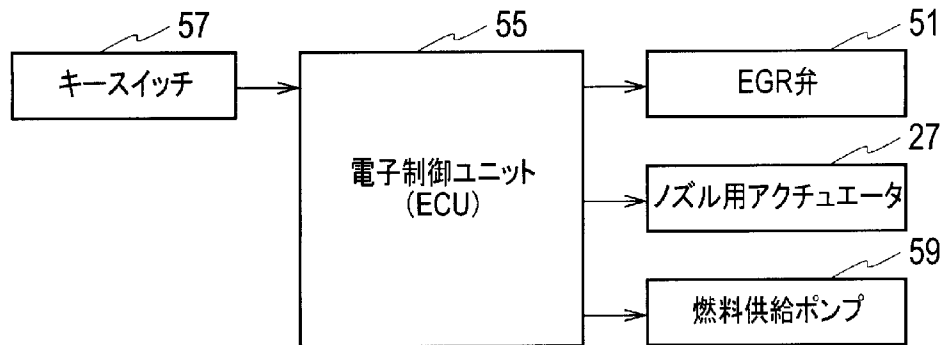 57
キースイッチ
55
電子制御ユニット
(ECU)
51
EGR弁
27
ノズル用アクチュエータ
59
燃料供給ポンプ